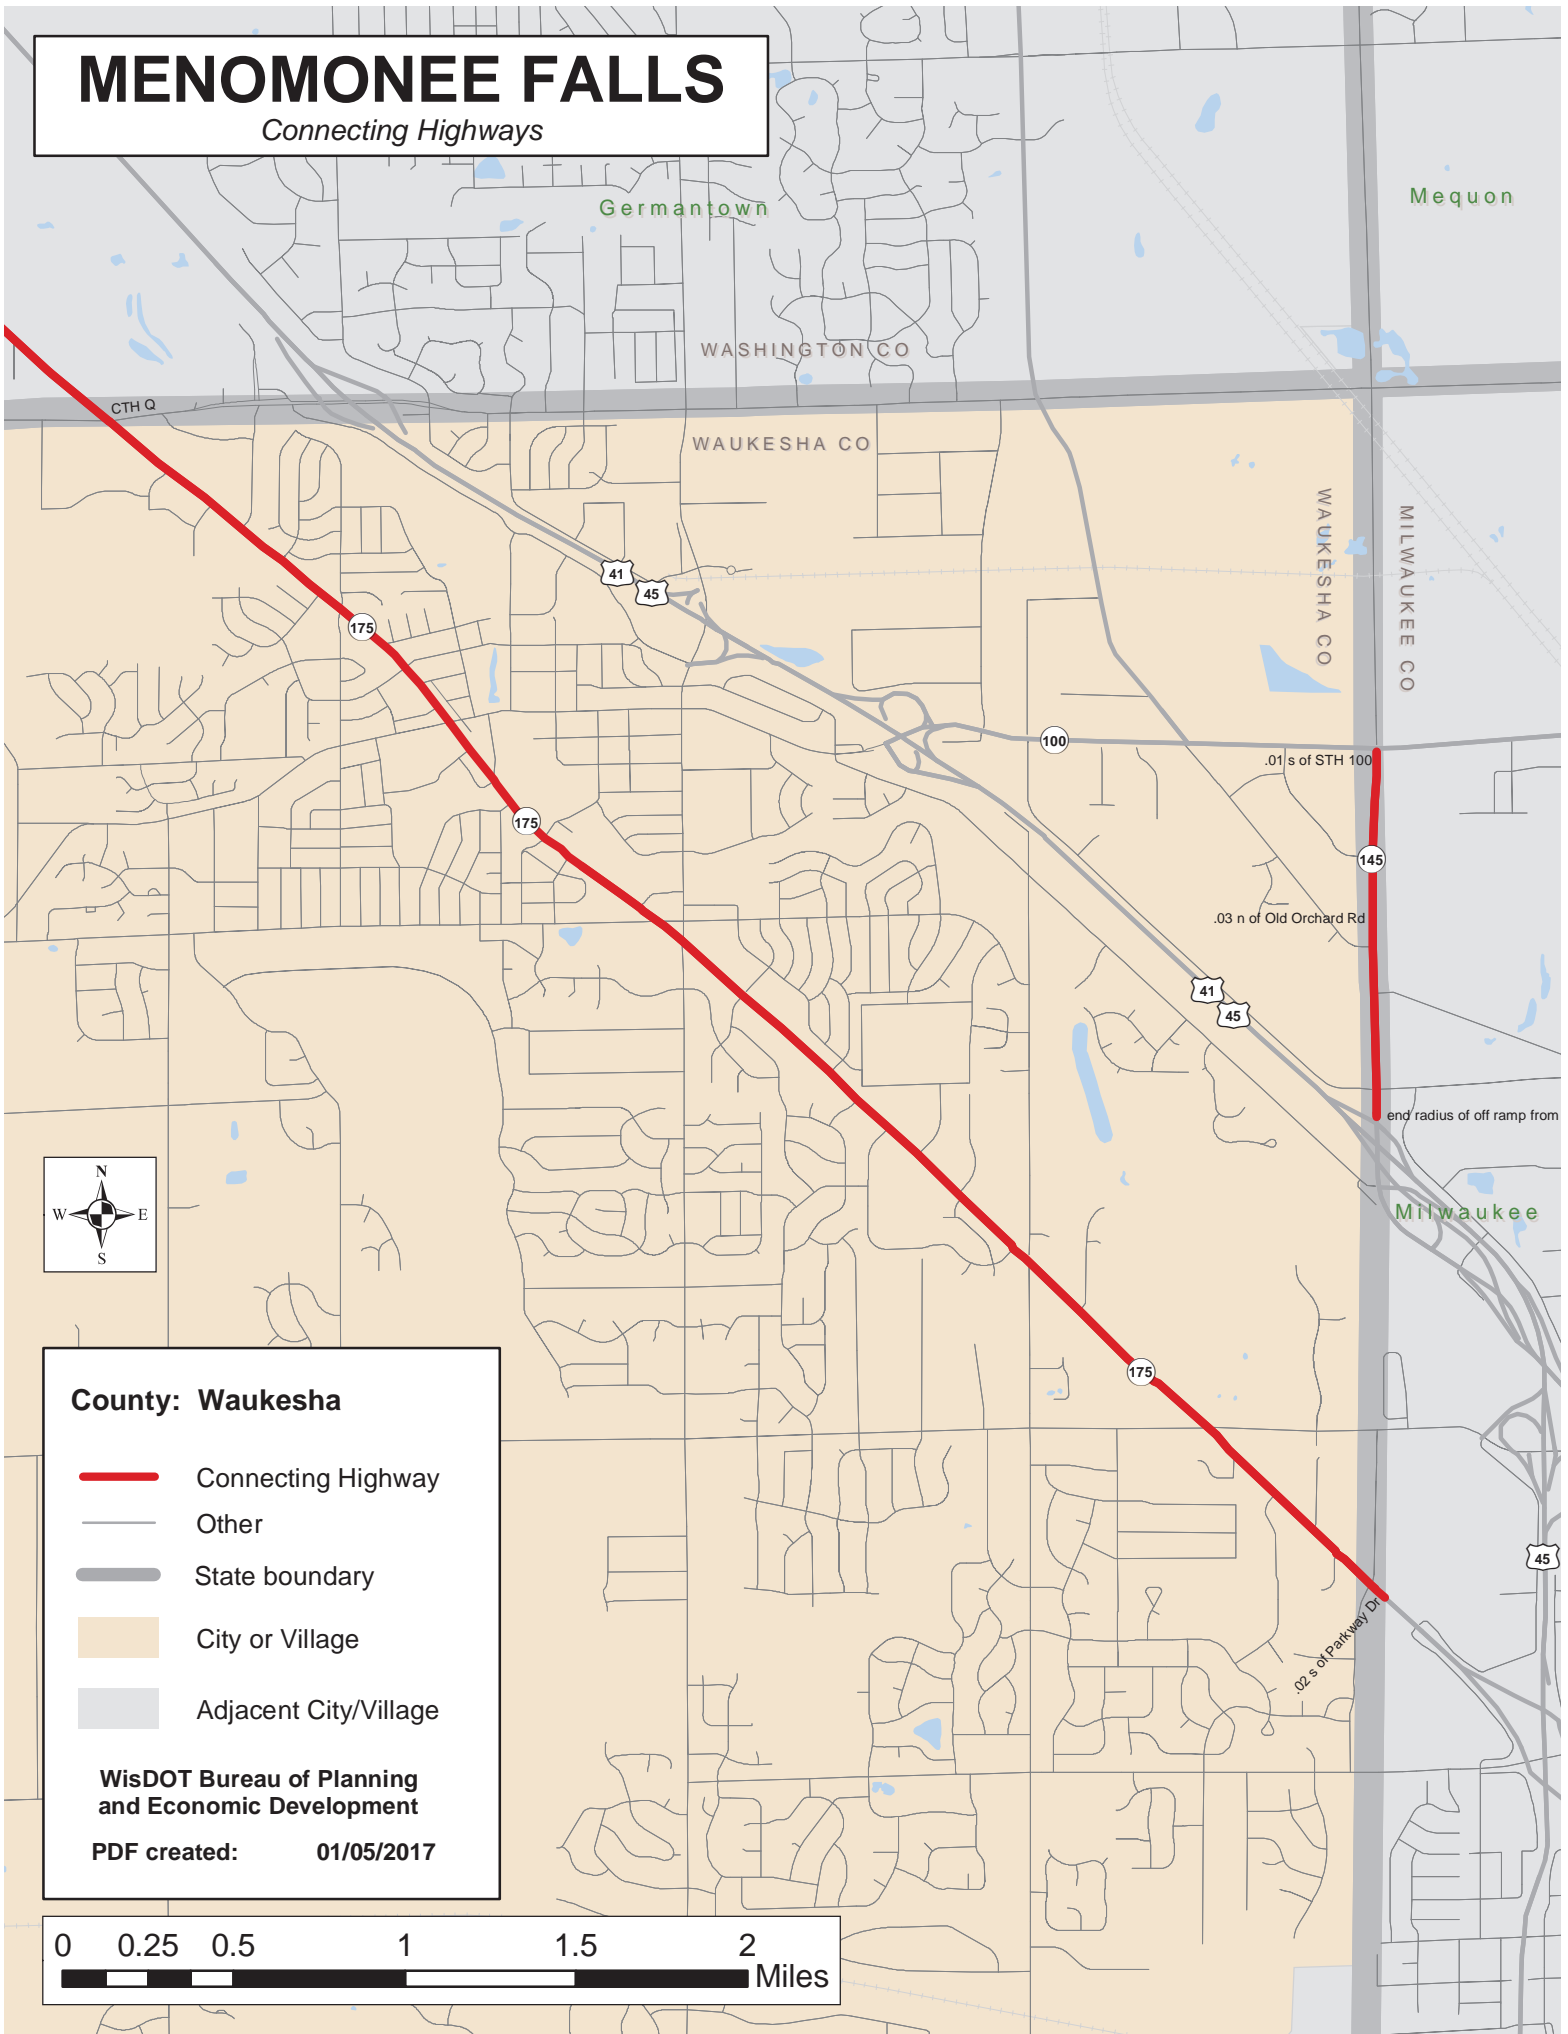 MENOMONEE FALLS
Connecting Highways
Germantown
Mequon
WASHINGTON CO
CTH Q
WAUKESHA CO
WAUKESHA CO
MILWAUKEE CO
41
45
175
100
.01 s of STH 100
175
145
.03 n of Old Orchard Rd
41
45
end radius of off ramp from
N
W E
S
Milwaukee
175
45
.02 s of Parkway Dr
County: Waukesha
Connecting Highway
Other
State boundary
City or Village
Adjacent City/Village
WisDOT Bureau of Planning
and Economic Development
PDF created: 01/05/2017
0 0.25 0.5 1 1.5 2
Miles